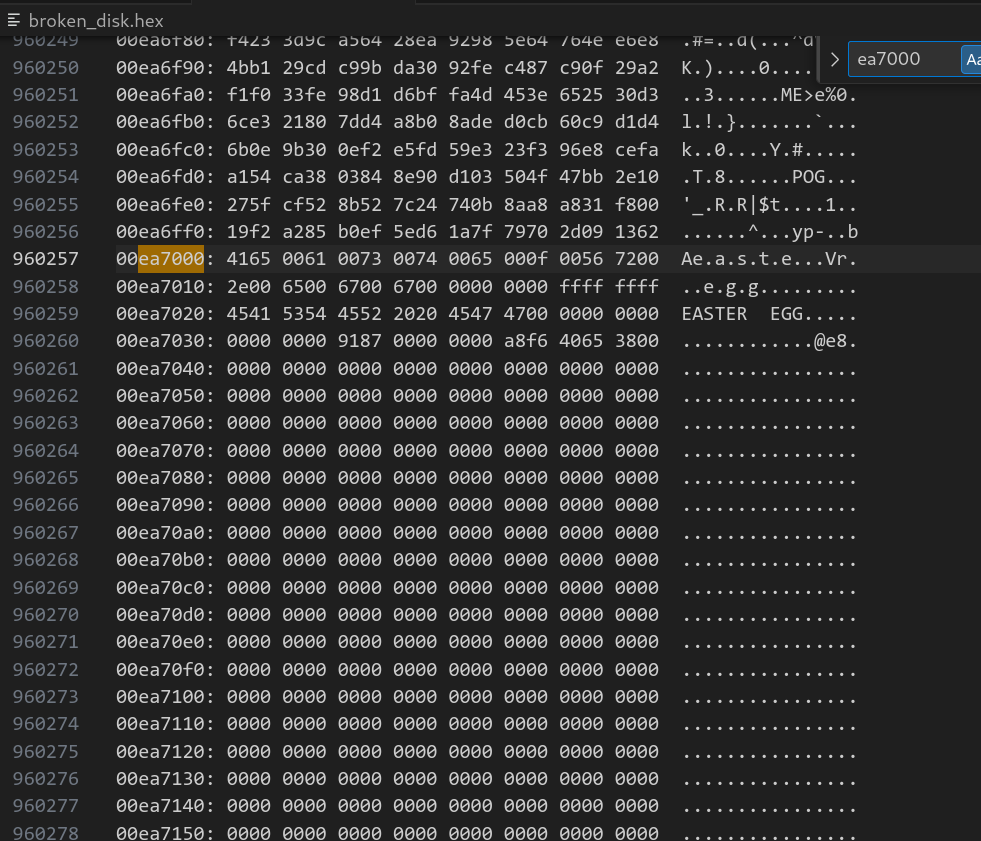 broken_disk.hex
ea7000
Aa
960249 00ea6f80: f423 3d9c a564 28ea 9298 5e64 764e e6e8 .#=..d(...^d
960250 00ea6f90: 4bb1 29cd c99b da30 92fe c487 c90f 29a2 K.)....0....
960251 00ea6fa0: f1f0 33fe 98d1 d6bf fa4d 453e 6525 30d3 ..3......ME>e%0.
960252 00ea6fb0: 6ce3 2180 7dd4 a8b0 8ade d0cb 60c9 d1d4 l.!.}.......`...
960253 00ea6fc0: 6b0e 9b30 0ef2 e5fd 59e3 23f3 96e8 cefa k..0....Y.#.....
960254 00ea6fd0: a154 ca38 0384 8e90 d103 504f 47bb 2e10 .T.8......POG...
960255 00ea6fe0: 275f cf52 8b52 7c24 740b 8aa8 a831 f800 '_.R.R|$t....1..
960256 00ea6ff0: 19f2 a285 b0ef 5ed6 1a7f 7970 2d09 1362 ......^...yp-..b
960257 00ea7000: 4165 0061 0073 0074 0065 000f 0056 7200 Ae.a.s.t.e...Vr.
960258 00ea7010: 2e00 6500 6700 6700 0000 0000 ffff ffff ..e.g.g.........
960259 00ea7020: 4541 5354 4552 2020 4547 4700 0000 0000 EASTER  EGG.....
960260 00ea7030: 0000 0000 9187 0000 0000 a8f6 4065 3800 ............@e8.
960261 00ea7040: 0000 0000 0000 0000 0000 0000 0000 0000 ................
960262 00ea7050: 0000 0000 0000 0000 0000 0000 0000 0000 ................
960263 00ea7060: 0000 0000 0000 0000 0000 0000 0000 0000 ................
960264 00ea7070: 0000 0000 0000 0000 0000 0000 0000 0000 ................
960265 00ea7080: 0000 0000 0000 0000 0000 0000 0000 0000 ................
960266 00ea7090: 0000 0000 0000 0000 0000 0000 0000 0000 ................
960267 00ea70a0: 0000 0000 0000 0000 0000 0000 0000 0000 ................
960268 00ea70b0: 0000 0000 0000 0000 0000 0000 0000 0000 ................
960269 00ea70c0: 0000 0000 0000 0000 0000 0000 0000 0000 ................
960270 00ea70d0: 0000 0000 0000 0000 0000 0000 0000 0000 ................
960271 00ea70e0: 0000 0000 0000 0000 0000 0000 0000 0000 ................
960272 00ea70f0: 0000 0000 0000 0000 0000 0000 0000 0000 ................
960273 00ea7100: 0000 0000 0000 0000 0000 0000 0000 0000 ................
960274 00ea7110: 0000 0000 0000 0000 0000 0000 0000 0000 ................
960275 00ea7120: 0000 0000 0000 0000 0000 0000 0000 0000 ................
960276 00ea7130: 0000 0000 0000 0000 0000 0000 0000 0000 ................
960277 00ea7140: 0000 0000 0000 0000 0000 0000 0000 0000 ................
960278 00ea7150: 0000 0000 0000 0000 0000 0000 0000 0000 ................